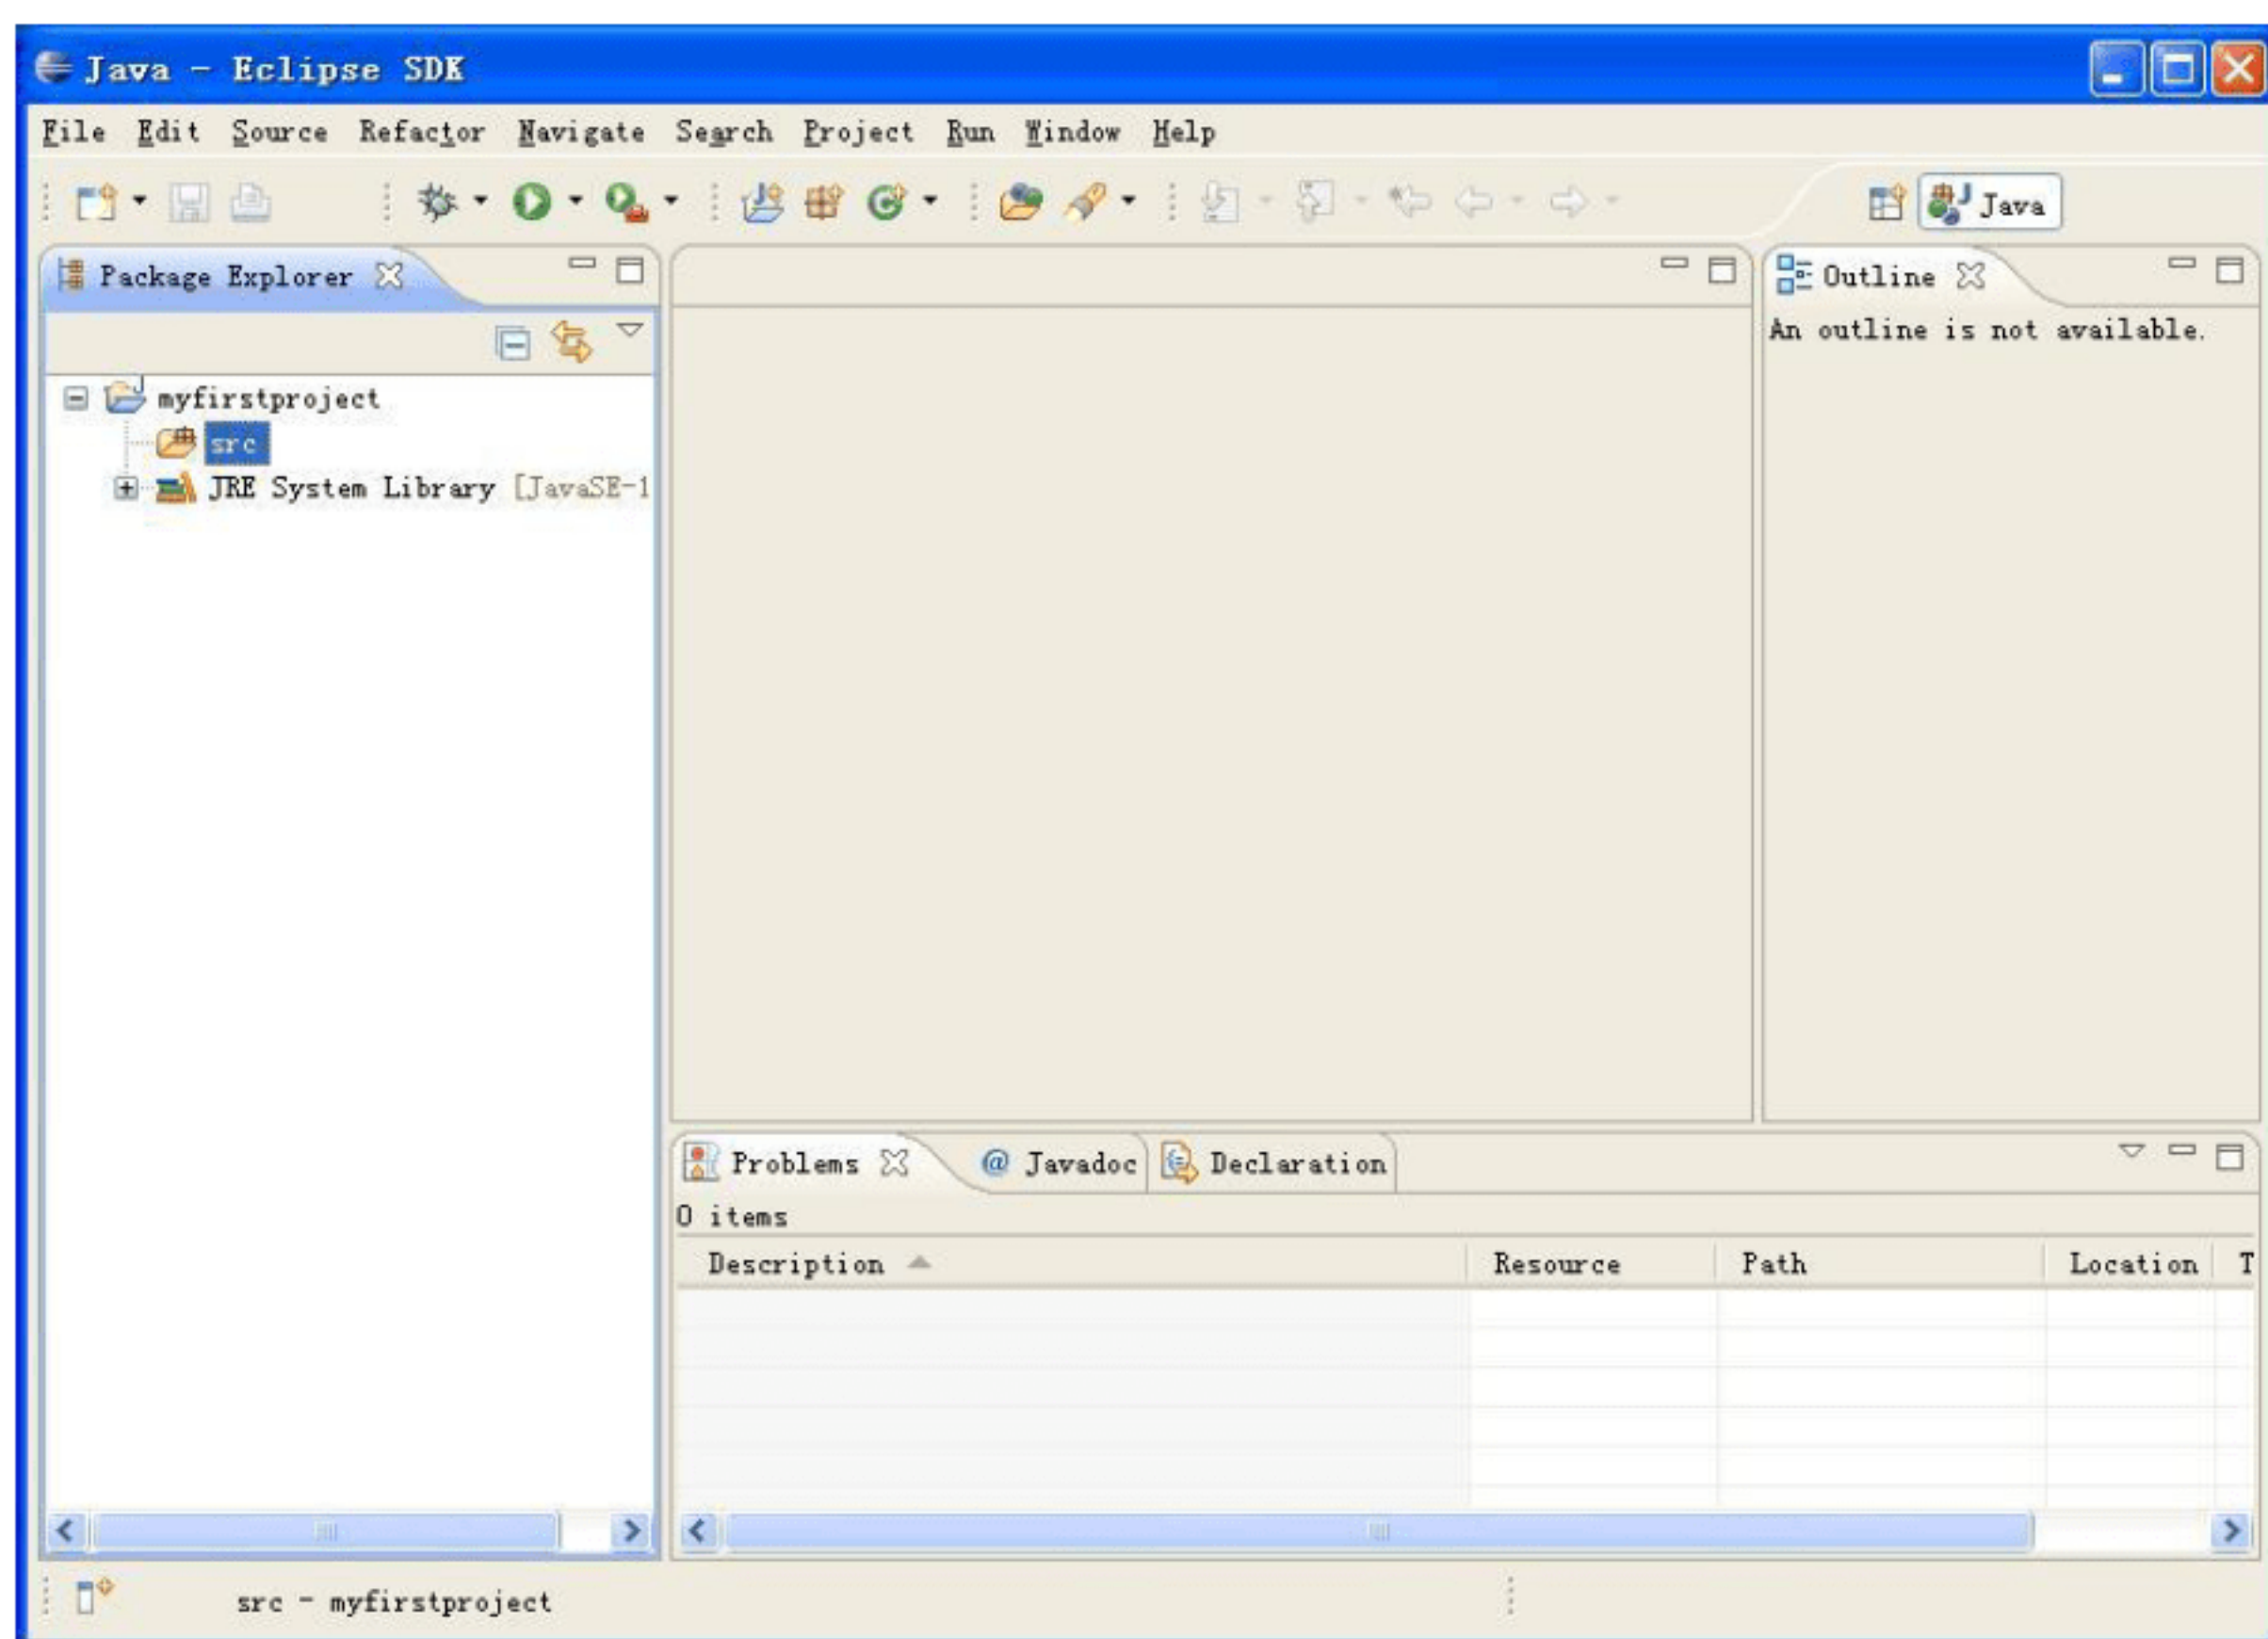 Java - Eclipse SDK
File Edit Source Refactor Navigate Search Project Run Window Help
Java
Package Explorer
Outline
An outline is not available.
myfirstproject
src
JRE System Library [JavaSE-1
Problems @ Javadoc Declaration
0 items
Description Resource Path Location T
src - myfirstproject